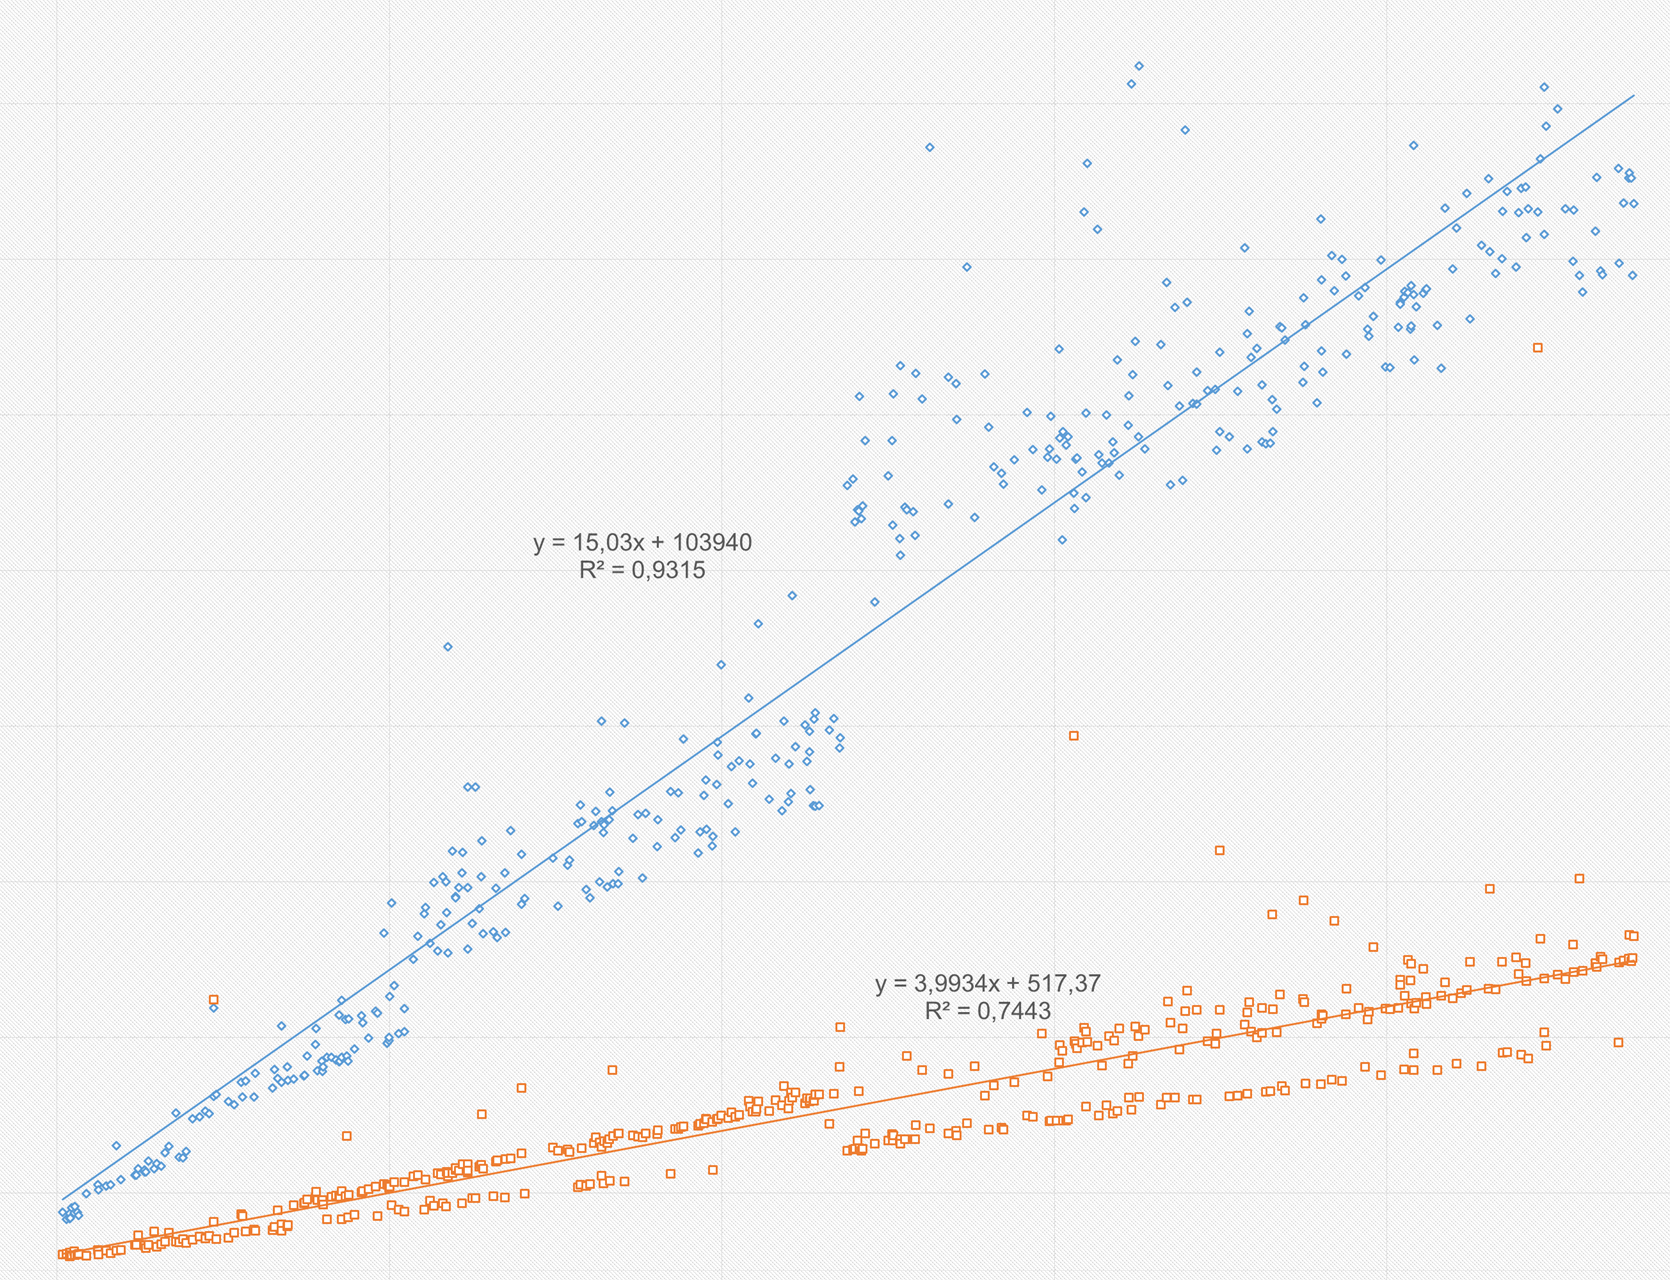 y = 15,03x + 103940
R² = 0,9315
y = 3,9934x + 517,37
R² = 0,7443